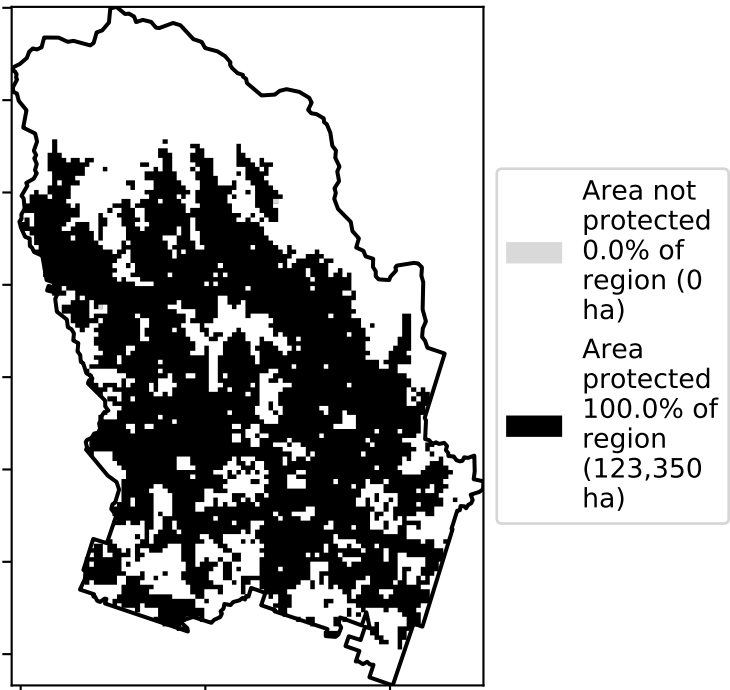 Area not
protected
0.0% of
region (0
ha)
Area
protected
100.0% of
region
(123,350
ha)